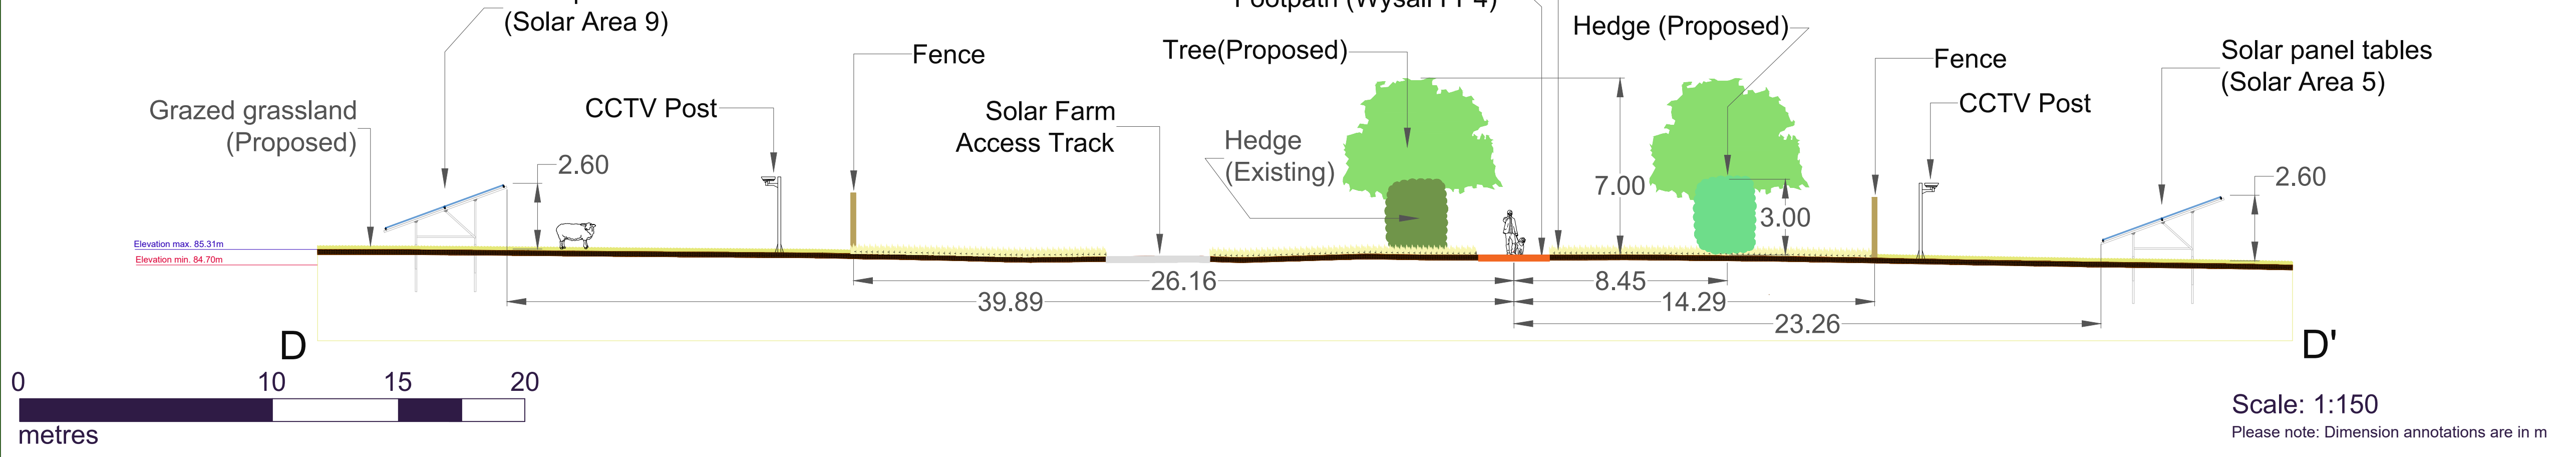 (Solar Area 9)
Footpath (Wysall FP4)
Hedge (Proposed)
Tree(Proposed)
Fence
Fence
Solar panel tables
(Solar Area 5)
Grazed grassland
(Proposed)
CCTV Post
Solar Farm
Access Track
Hedge
(Existing)
CCTV Post
2.60
7.00
3.00
2.60
Elevation max. 85.31m
Elevation min. 84.70m
26.16
8.45
39.89
14.29
23.26
D
D'
0
10
15
20
metres
Scale: 1:150
Please note: Dimension annotations are in m